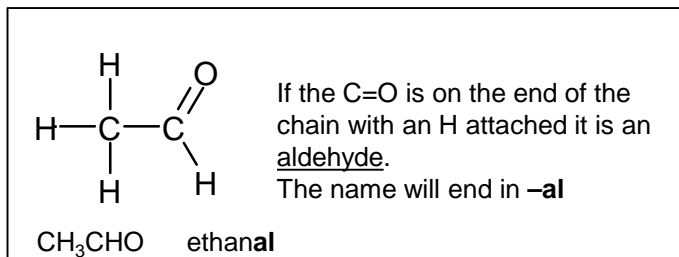 H
O
H C C
H
H
If the C=O is on the end of the
chain with an H attached it is an
aldehyde.
The name will end in –al
CH₃CHO ethanal